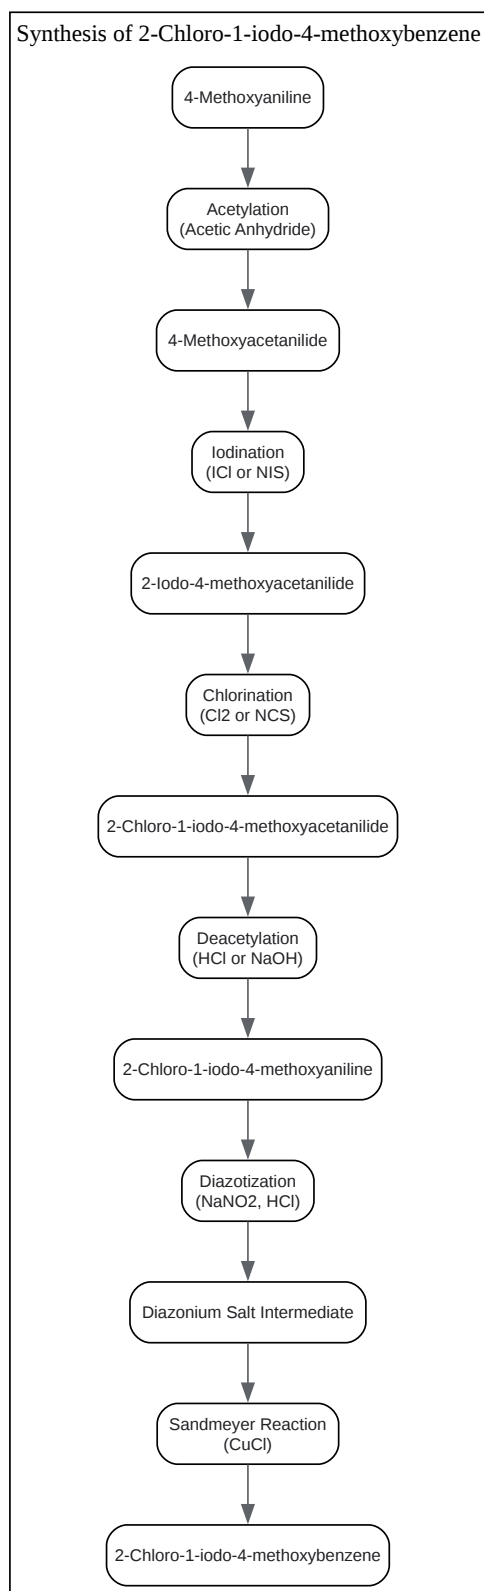 Synthesis of 2-Chloro-1-iodo-4-methoxybenzene
4-Methoxyaniline
Acetylation
(Acetic Anhydride)
4-Methoxyacetanilide
Iodination
(ICl or NIS)
2-Iodo-4-methoxyacetanilide
Chlorination
(Cl2 or NCS)
2-Chloro-1-iodo-4-methoxyacetanilide
Deacetylation
(HCl or NaOH)
2-Chloro-1-iodo-4-methoxyaniline
Diazotization
(NaNO2, HCl)
Diazonium Salt Intermediate
Sandmeyer Reaction
(CuCl)
2-Chloro-1-iodo-4-methoxybenzene